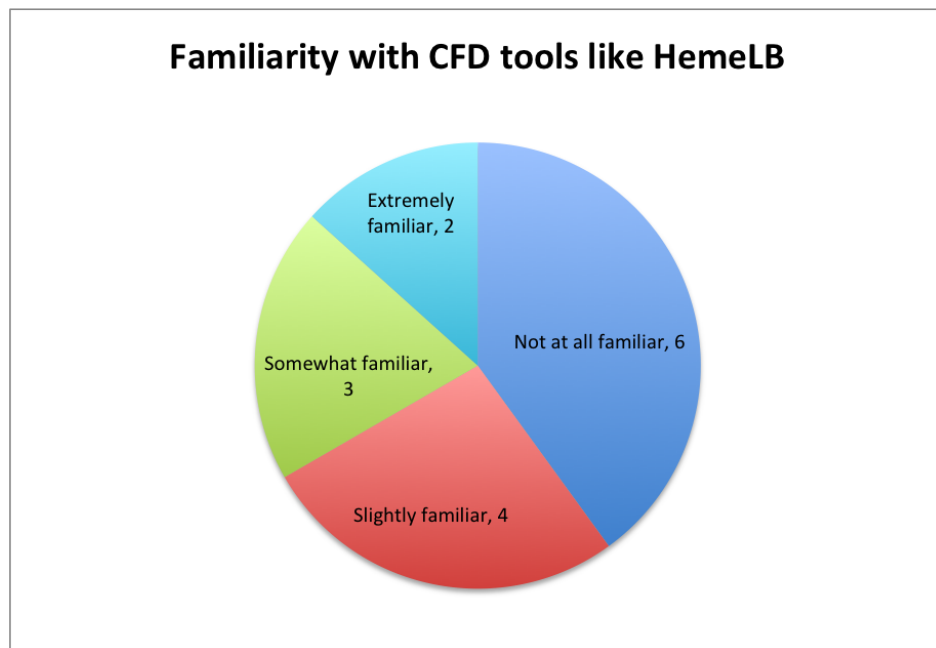 Familiarity with CFD tools like HemeLB
Extremely
familiar, 2
Not at all familiar, 6
Somewhat familiar,
3
Slightly familiar, 4